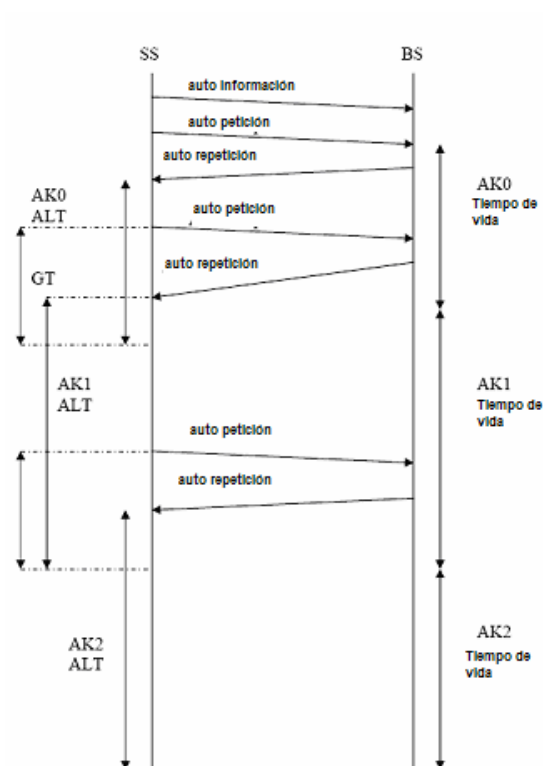 SS
BS
auto información
auto petición
auto repetición
AK0
ALT
AK0
Tiempo de
vida
auto petición
auto repetición
GT
AK1
ALT
AK1
Tiempo de
vida
auto petición
auto repetición
AK2
ALT
AK2
Tiempo de
vida